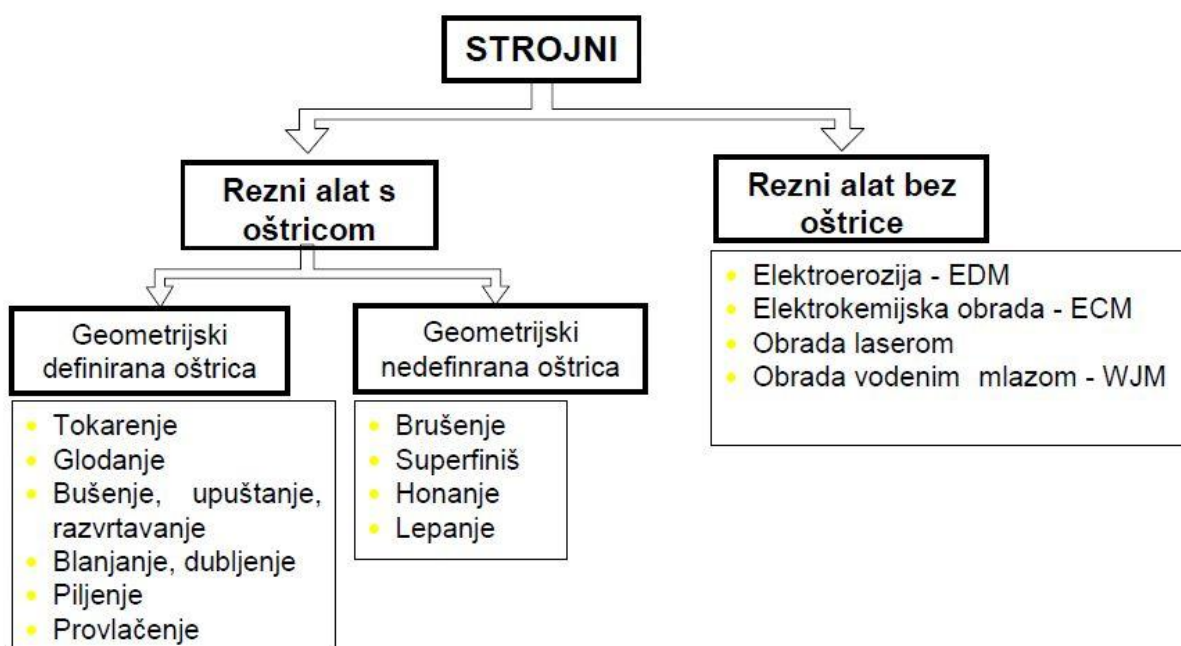 STROJNI
Rezni alat s
oštricom
Rezni alat bez
oštrice
Geometrijski
definirana oštrica
Geometrijski
nedefinrana oštrica
Elektroerozija - EDM
Elektrokemijska obrada - ECM
Obrada laserom
Obrada vodenim mlazom - WJM
Tokarenje
Glodanje
Bušenje, upuštanje,
razvrtavanje
Blanjanje, dubljenje
Piljenje
Provlačenje
Brušenje
Superfiniš
Honanje
Lepanje